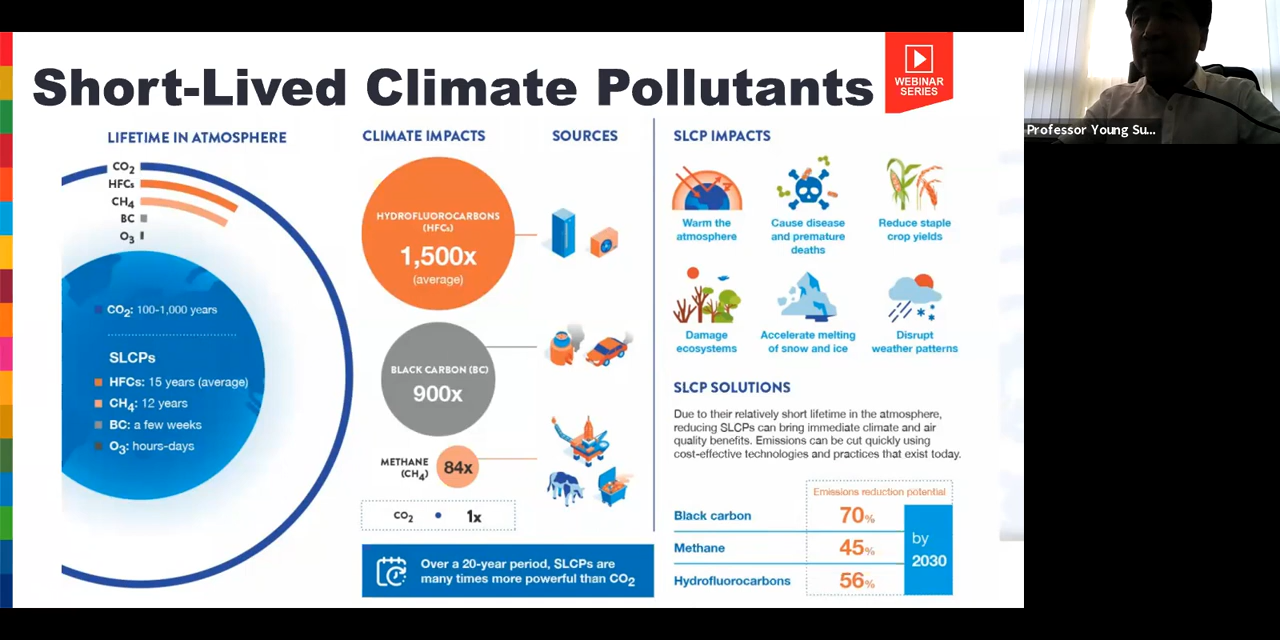 Short-Lived Climate Pollutants
WEBINAR
SERIES
Professor Young Su...
LIFETIME IN ATMOSPHERE
CO2
HFCs
CH4
BC
O3
CO2: 100-1,000 years
SLCPs
HFCs: 15 years (average)
CH4: 12 years
BC: a few weeks
O3: hours-days
CLIMATE IMPACTS
SOURCES
HYDROFLUOROCARBONS
(HFCs)
1,500x
(average)
BLACK CARBON (BC)
900x
METHANE
(CH4)
84x
CO2 • 1x
Over a 20-year period, SLCPs are
many times more powerful than CO2
SLCP IMPACTS
Warm the
atmosphere
Cause disease
and premature
deaths
Reduce staple
crop yields
Damage
ecosystems
Accelerate melting
of snow and ice
Disrupt
weather patterns
SLCP SOLUTIONS
Due to their relatively short lifetime in the atmosphere,
reducing SLCPs can bring immediate climate and air
quality benefits. Emissions can be cut quickly using
cost-effective technologies and practices that exist today.
Emissions reduction potential
Black carbon 70%
Methane 45%
Hydrofluorocarbons 56%
by
2030